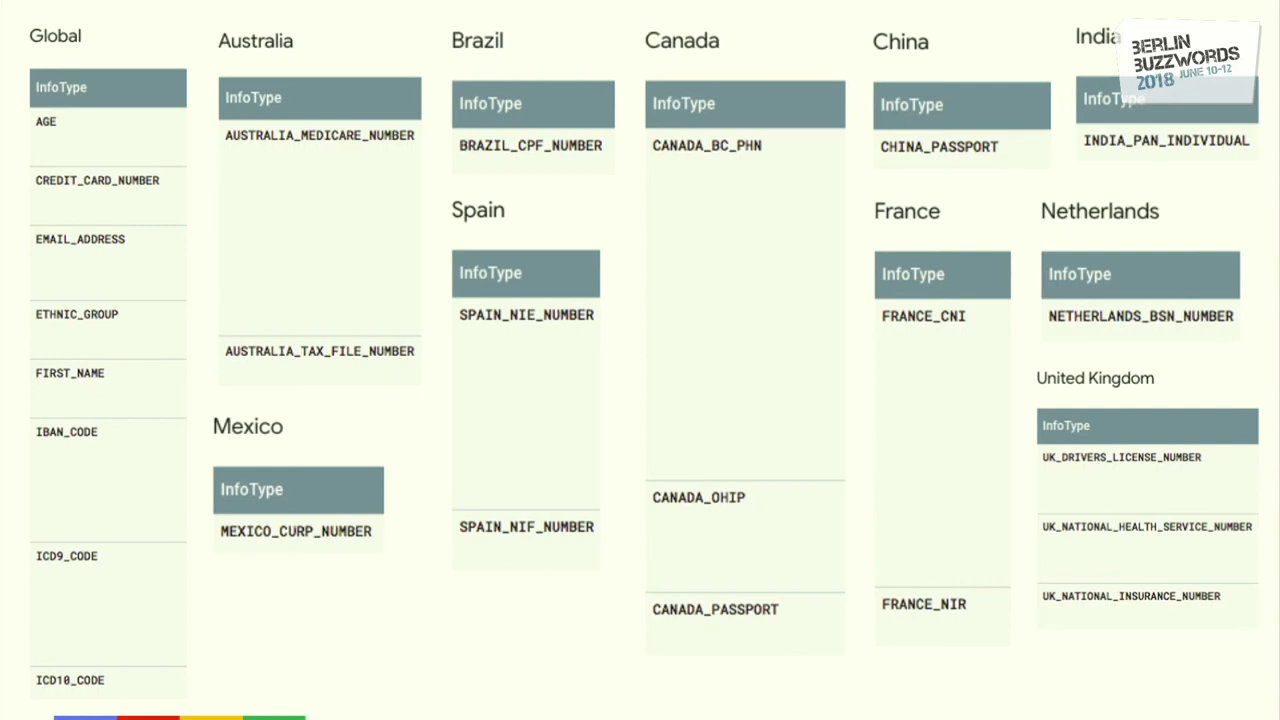 Global
InfoType
AGE
CREDIT_CARD_NUMBER
EMAIL_ADDRESS
ETHNIC_GROUP
FIRST_NAME
IBAN_CODE
ICD9_CODE
ICD10_CODE
Australia
InfoType
AUSTRALIA_MEDICARE_NUMBER
AUSTRALIA_TAX_FILE_NUMBER
Mexico
InfoType
MEXICO_CURP_NUMBER
Brazil
InfoType
BRAZIL_CPF_NUMBER
Spain
InfoType
SPAIN_NIE_NUMBER
SPAIN_NIF_NUMBER
Canada
InfoType
CANADA_BC_PHN
CANADA_OHIP
CANADA_PASSPORT
China
InfoType
CHINA_PASSPORT
France
InfoType
FRANCE_CNI
FRANCE_NIR
India
InfoType
INDIA_PAN_INDIVIDUAL
Netherlands
InfoType
NETHERLANDS_BSN_NUMBER
United Kingdom
InfoType
UK_DRIVERS_LICENSE_NUMBER
UK_NATIONAL_HEALTH_SERVICE_NUMBER
UK_NATIONAL_INSURANCE_NUMBER
BERLIN
BUZZWORDS
2018 JUNE 10-12